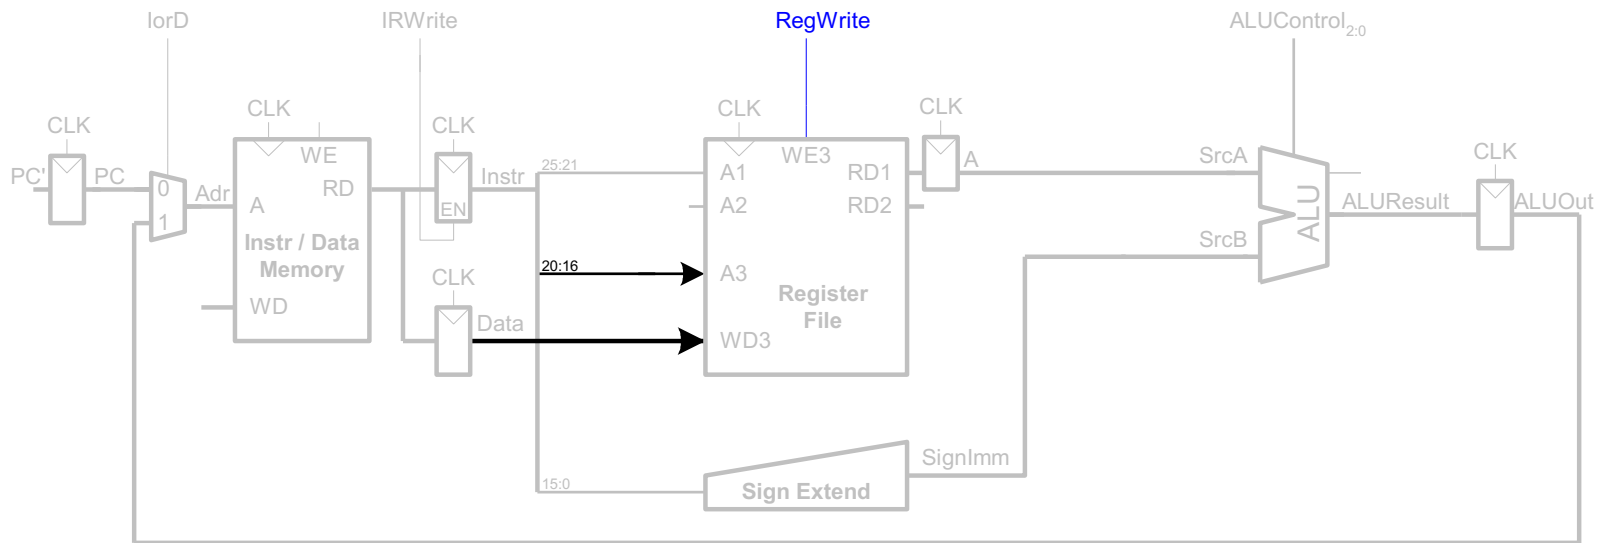 IorD
IRWrite
RegWrite
ALUControl2:0
CLK
CLK
CLK
CLK
CLK
CLK
PC'
PC
0
1
Adr
WE
RD
A
Instr / Data
Memory
WD
EN
Instr
CLK
Data
25:21
20:16
15:0
A1
A2
A3
WD3
WE3
RD1
RD2
Register
File
A
SignImm
Sign Extend
SrcA
SrcB
ALU
ALUResult
ALUOut